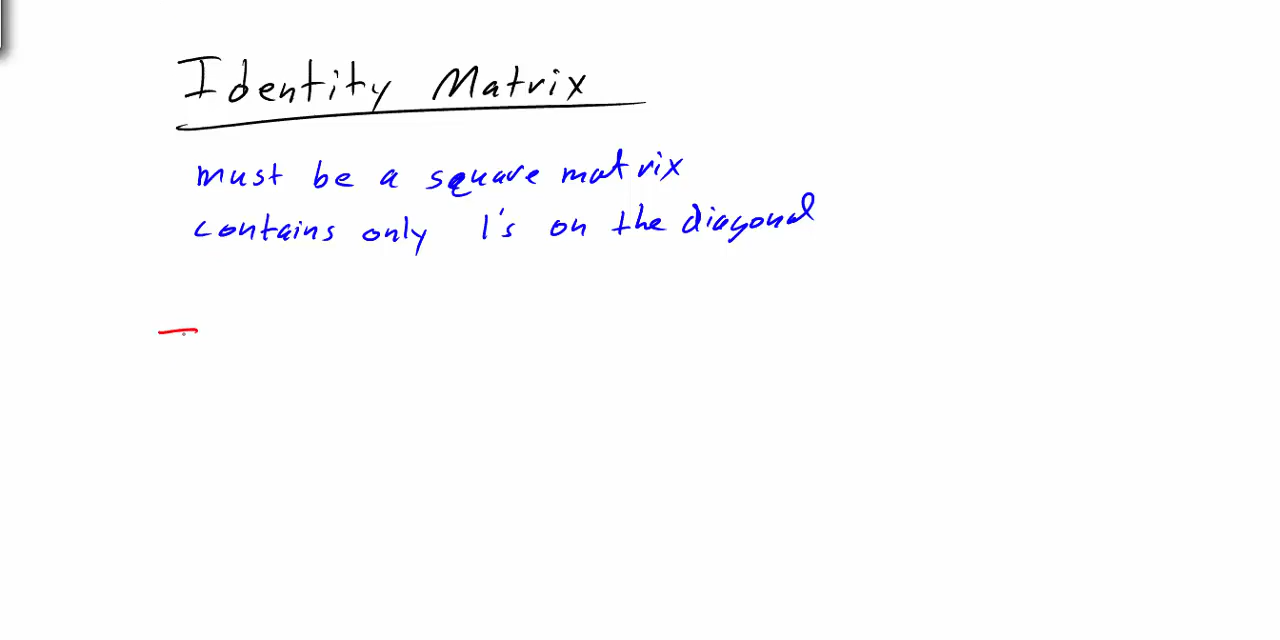 Identity Matrix
must be a square matrix
contains only 1's on the diagonal